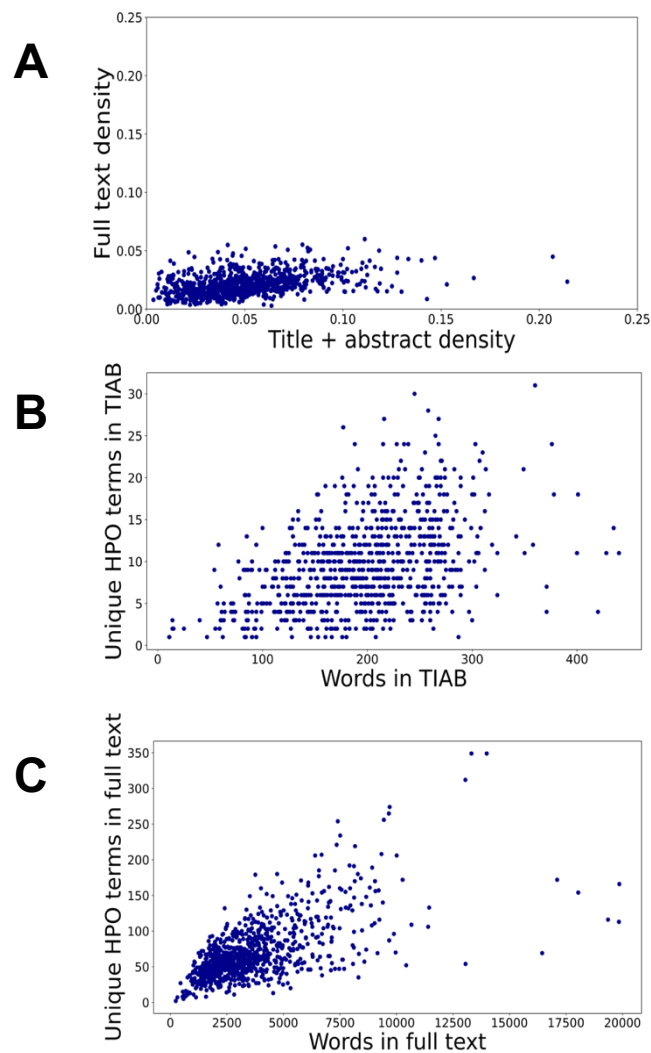 A
Full text density
0.25
0.20
0.15
0.10
0.05
0.00
0.00 0.05 0.10 0.15 0.20 0.25
Title + abstract density
B
Unique HPO terms in TIAB
30
25
20
15
10
5
0
0 100 200 300 400
Words in TIAB
C
Unique HPO terms in full text
350
300
250
200
150
100
50
0
0 2500 5000 7500 10000 12500 15000 17500 20000
Words in full text